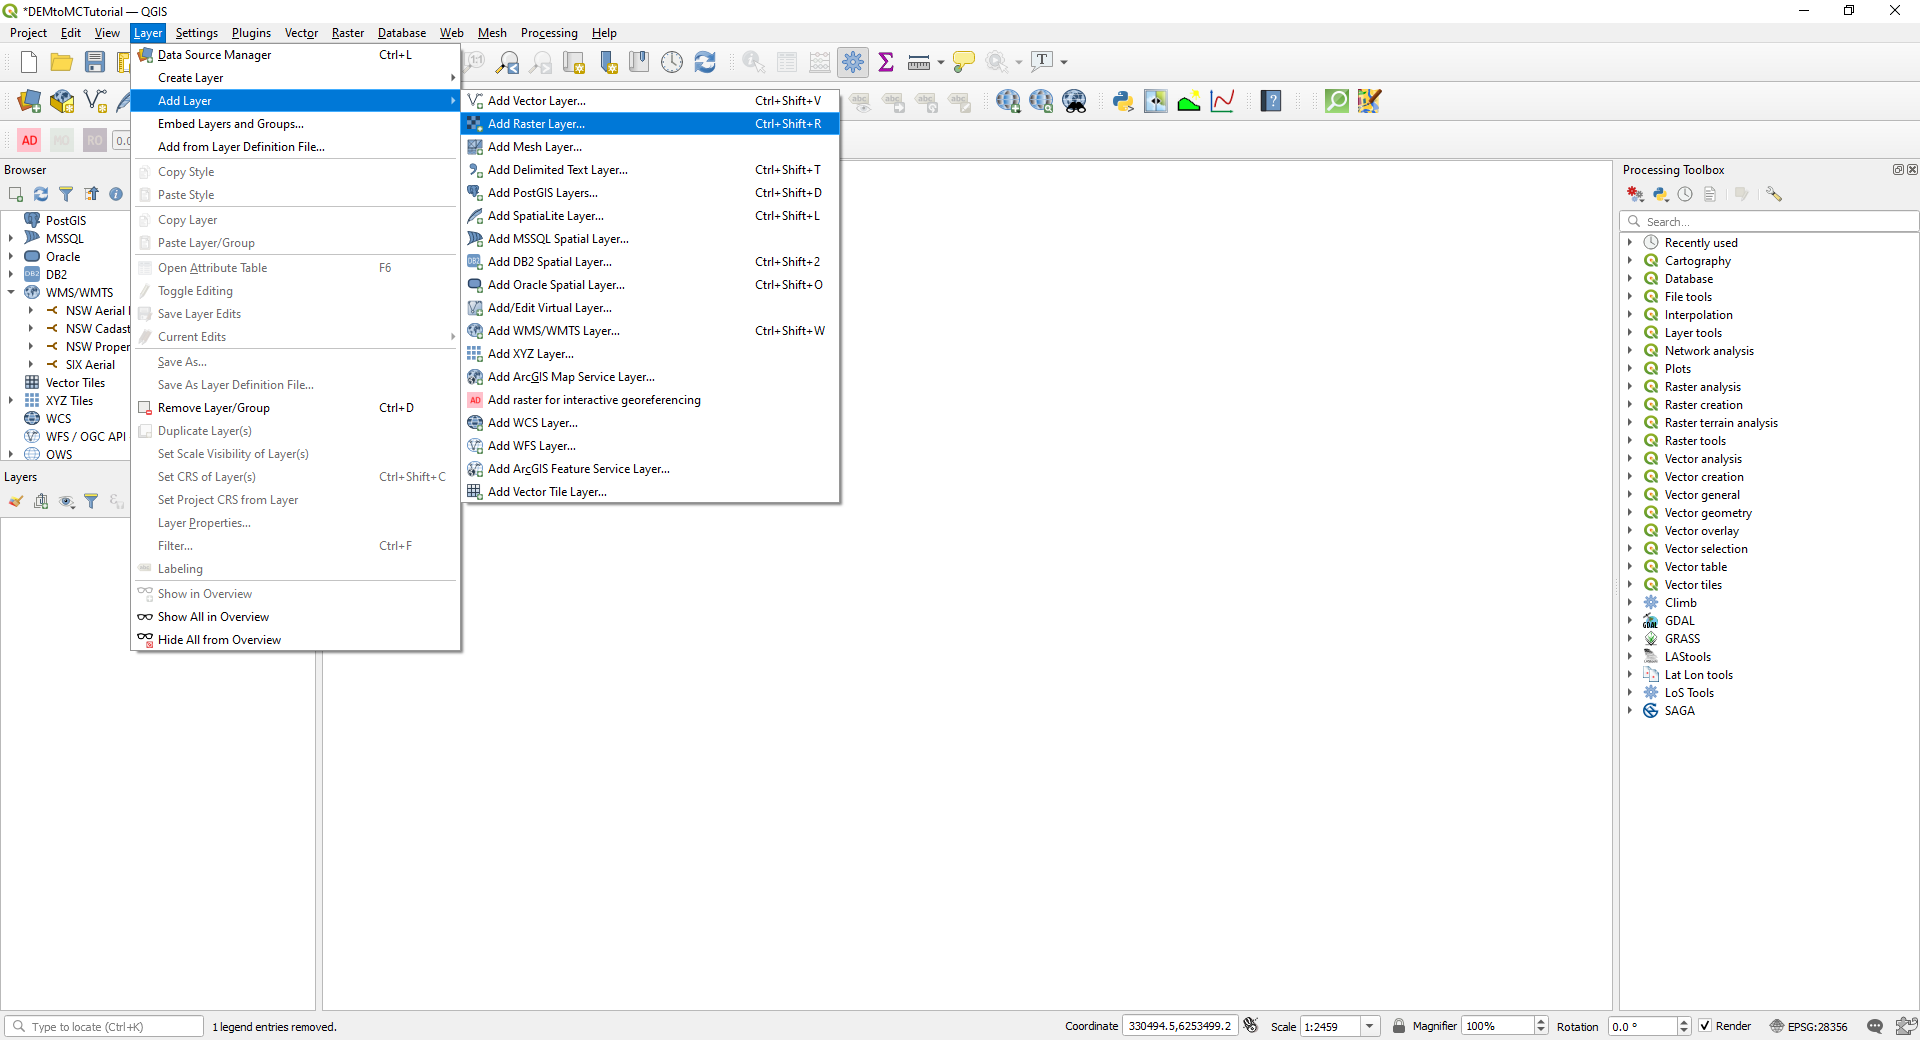 *DEMtoMCTutorial — QGIS
Project Edit View Layer Settings Plugins Vector Raster Database Web Mesh Processing Help
Data Source Manager Ctrl+L
Create Layer
Add Layer
Embed Layers and Groups...
Add from Layer Definition File...
Copy Style
Paste Style
Copy Layer
Paste Layer/Group
Open Attribute Table F6
Toggle Editing
Save Layer Edits
Current Edits
Save As...
Save As Layer Definition File...
Remove Layer/Group Ctrl+D
Duplicate Layer(s)
Set Scale Visibility of Layer(s)
Set CRS of Layer(s) Ctrl+Shift+C
Set Project CRS from Layer
Layer Properties...
Filter... Ctrl+F
Labeling
Show in Overview
Show All in Overview
Hide All from Overview
Add Vector Layer... Ctrl+Shift+V
Add Raster Layer... Ctrl+Shift+R
Add Mesh Layer...
Add Delimited Text Layer... Ctrl+Shift+T
Add PostGIS Layers... Ctrl+Shift+D
Add SpatiaLite Layer... Ctrl+Shift+L
Add MSSQL Spatial Layer...
DB2 Add DB2 Spatial Layer... Ctrl+Shift+2
Add Oracle Spatial Layer... Ctrl+Shift+O
Add/Edit Virtual Layer...
Add WMS/WMTS Layer... Ctrl+Shift+W
Add XYZ Layer...
Add ArcGIS Map Service Layer...
AD Add raster for interactive georeferencing
Add WCS Layer...
Add WFS Layer...
Add ArcGIS Feature Service Layer...
Add Vector Tile Layer...
AD MO RO 0.0
Browser
PostGIS
MSSQL
Oracle
DB2 DB2
WMS/WMTS
NSW Aerial
NSW Cadast
NSW Proper
SIX Aerial
Vector Tiles
XYZ Tiles
WCS
WFS / OGC API
OWS
Layers
Processing Toolbox
Search...
Recently used
Cartography
Database
File tools
Interpolation
Layer tools
Network analysis
Plots
Raster analysis
Raster creation
Raster terrain analysis
Raster tools
Vector analysis
Vector creation
Vector general
Vector geometry
Vector overlay
Vector selection
Vector table
Vector tiles
Climb
GDAL GDAL
GRASS
LAStools
Lat Lon tools
LoS Tools
SAGA
Type to locate (Ctrl+K) 1 legend entries removed. Coordinate 330494.5,6253499.2 Scale 1:2459 Magnifier 100% Rotation 0.0 ° Render EPSG:28356